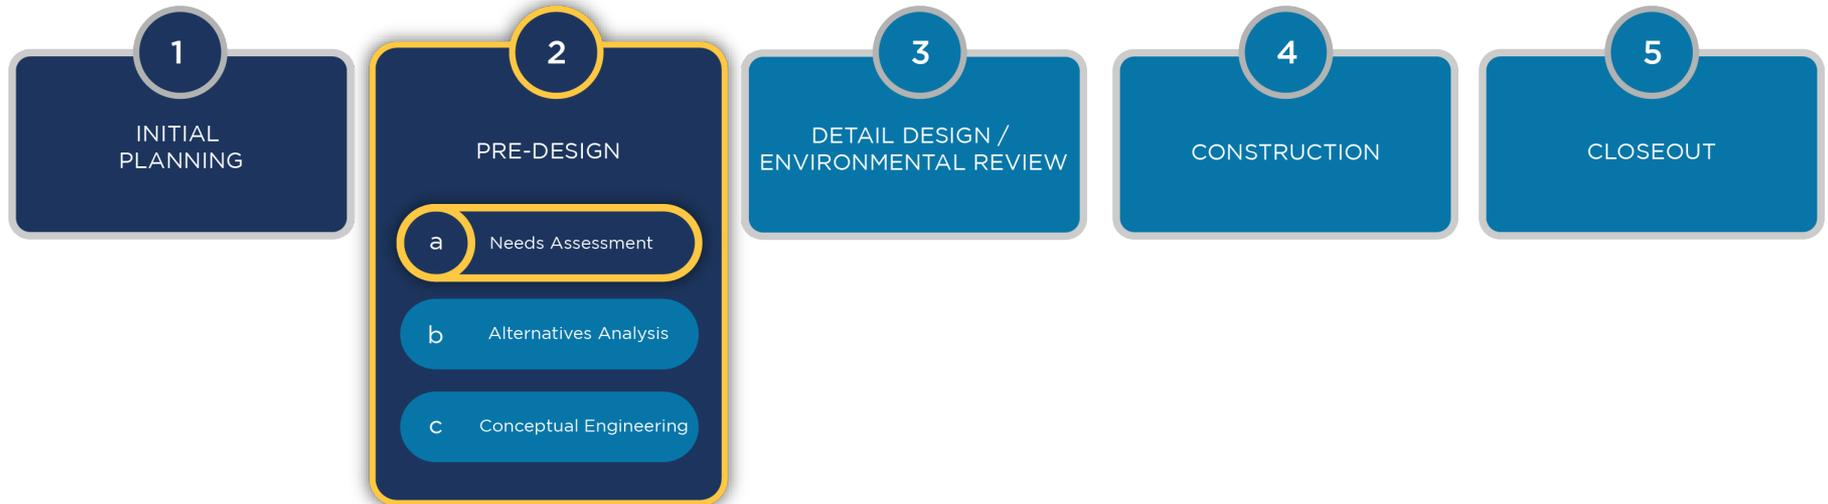 1
INITIAL
PLANNING
2
PRE-DESIGN
a Needs Assessment
b Alternatives Analysis
c Conceptual Engineering
3
DETAIL DESIGN /
ENVIRONMENTAL REVIEW
4
CONSTRUCTION
5
CLOSEOUT